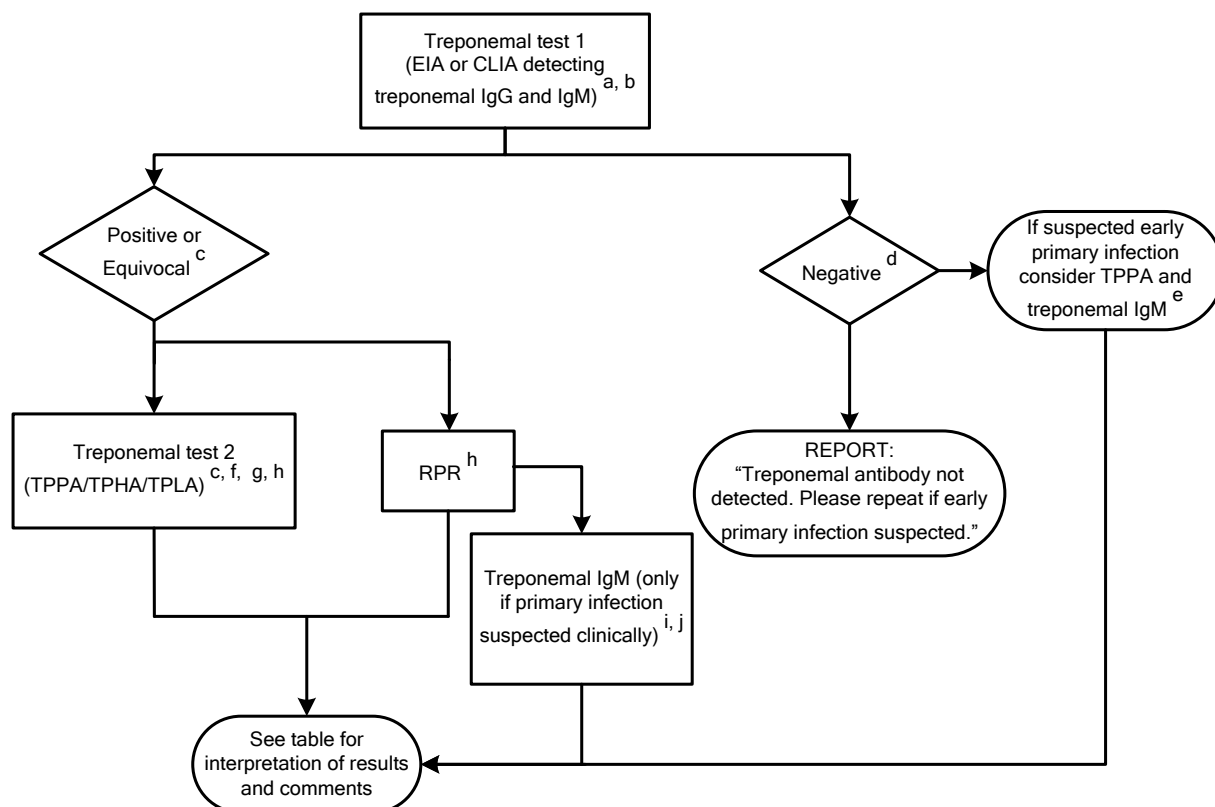 Treponemal test 1
(EIA or CLIA detecting
treponemal IgG and IgM) a, b
Positive or
Equivocal c
Negative d
If suspected early
primary infection
consider TPPA and
treponemal IgM e
Treponemal test 2
(TPPA/TPHA/TPLA) c, f, g, h
RPR h
REPORT:
“Treponemal antibody not
detected. Please repeat if early
primary infection suspected.”
Treponemal IgM (only
if primary infection
suspected clinically) i, j
See table for
interpretation of results
and comments